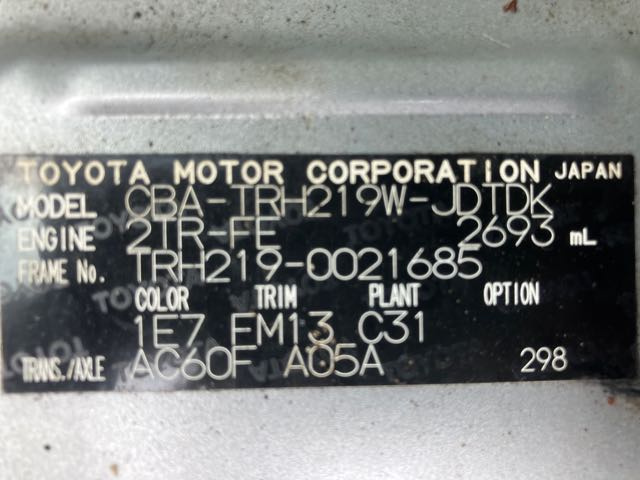 TOYOTA MOTOR CORPORATION JAPAN
MODEL CBA-TRH219W-JDTDK
ENGINE 2TR-FE 2693 mL
FRAME No. TRH219-0021685
COLOR TRIM PLANT OPTION
1E7 EM13 C31
TRANS./AXLE AC60F A05A 298